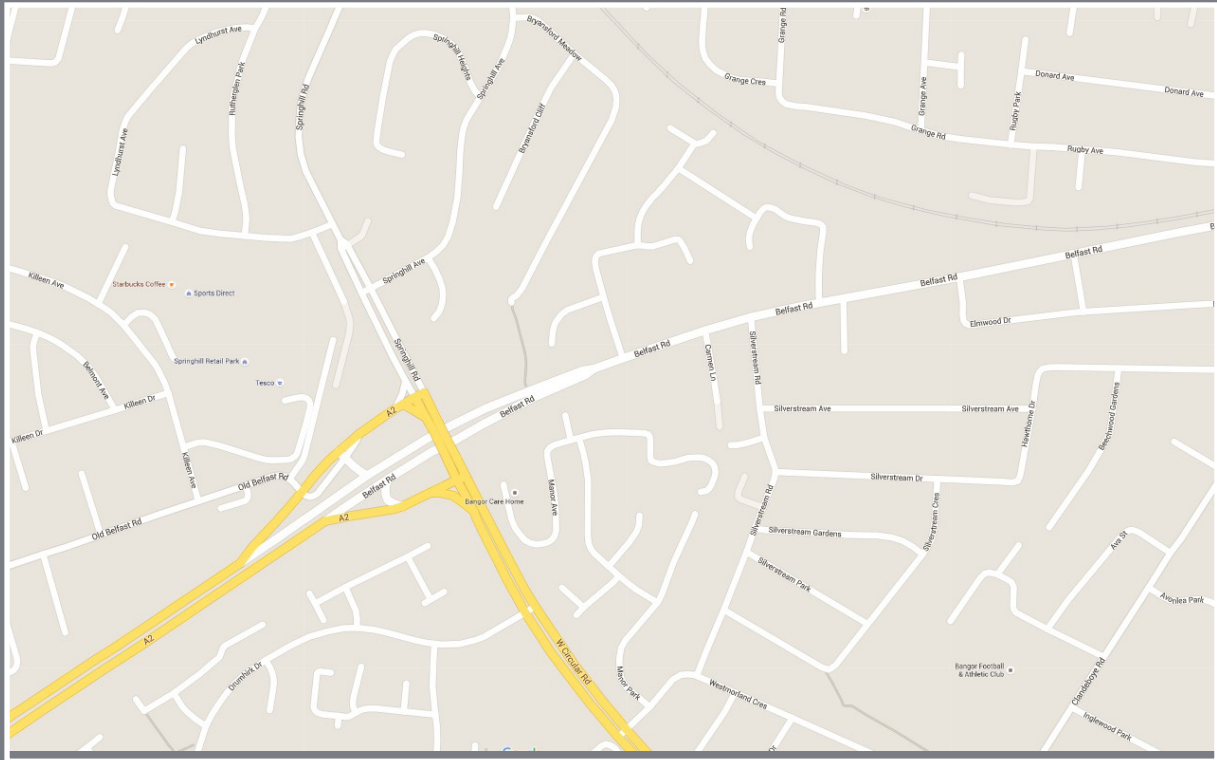 Bryansford Meadow
Lyndhurst Ave
Grange Rd
Springhill Heights
Springhill Ave
Rutherglen Park
Springhill Rd
Grange Cres
Grange Ave
Rugby Park
Donard Ave
Donard Ave
Bryansford Cliff
Lyndhurst Ave
Grange Rd
Rugby Ave
Belfast Rd
Belfast Rd
Killeen Ave
Springhill Ave
Starbucks Coffee
Sports Direct
Belfast Rd
Elmwood Dr
Springhill Rd
Belfast Rd
Carmen Ln
Silverstream Rd
Springhill Retail Park
Belmont Ave
Tesco
Killeen Dr
A2
Belfast Rd
Silverstream Ave
Silverstream Ave
Hawthorne Dr
Beechwood Gardens
Killeen Dr
Killeen Ave
Old Belfast Rd
Belfast Rd
Silverstream Dr
Bangor Care Home
Manor Ave
Silverstream Rd
Silverstream Cres
A2
Old Belfast Rd
Silverstream Gardens
Ava St
Silverstream Park
Avonlea Park
A2
W Circular Rd
Drumhirk Dr
Manor Park
Bangor Football
& Athletic Club
Clandeboye Rd
Westmorland Cres
Inglewood Park